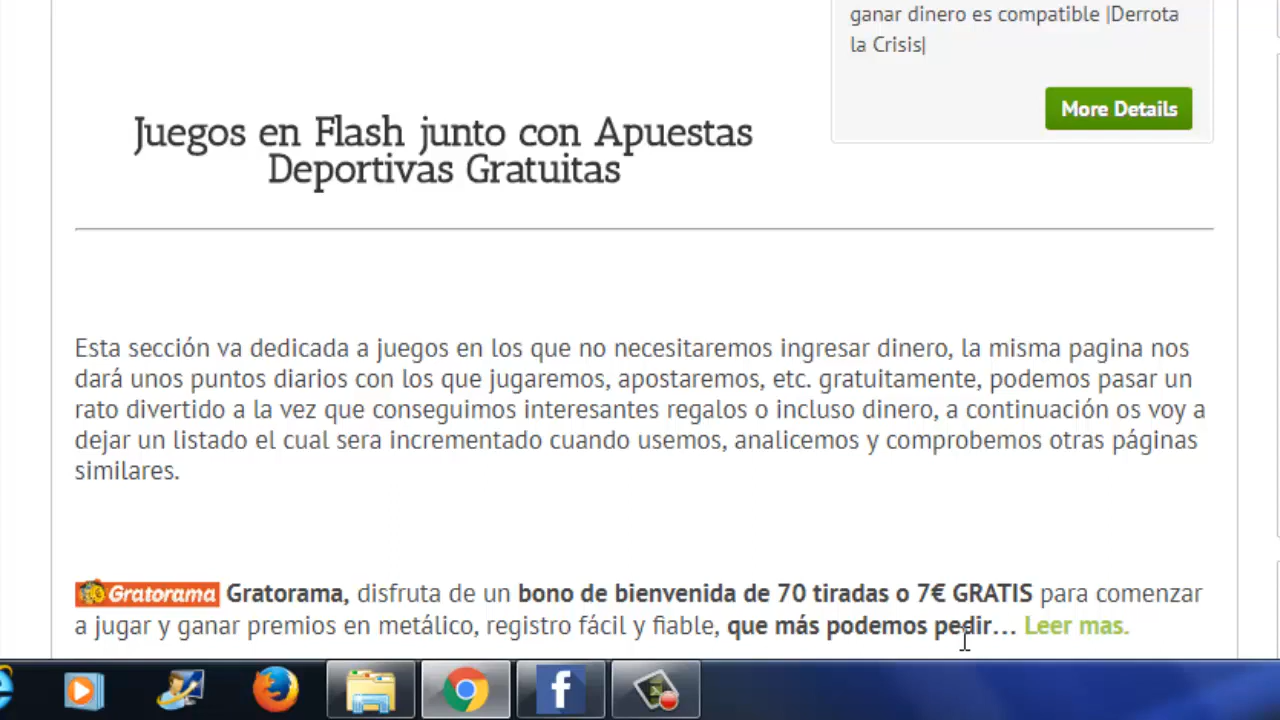 ganar dinero es compatible |Derrota
la Crisis|
More Details
Juegos en Flash junto con Apuestas
Deportivas Gratuitas
Esta sección va dedicada a juegos en los que no necesitaremos ingresar dinero, la misma pagina nos
dará unos puntos diarios con los que jugaremos, apostaremos, etc. gratuitamente, podemos pasar un
rato divertido a la vez que conseguimos interesantes regalos o incluso dinero, a continuación os voy a
dejar un listado el cual sera incrementado cuando usemos, analicemos y comprobemos otras páginas
similares.
Gratorama Gratorama, disfruta de un bono de bienvenida de 70 tiradas o 7€ GRATIS para comenzar
a jugar y ganar premios en metálico, registro fácil y fiable, que más podemos pedir... Leer mas.